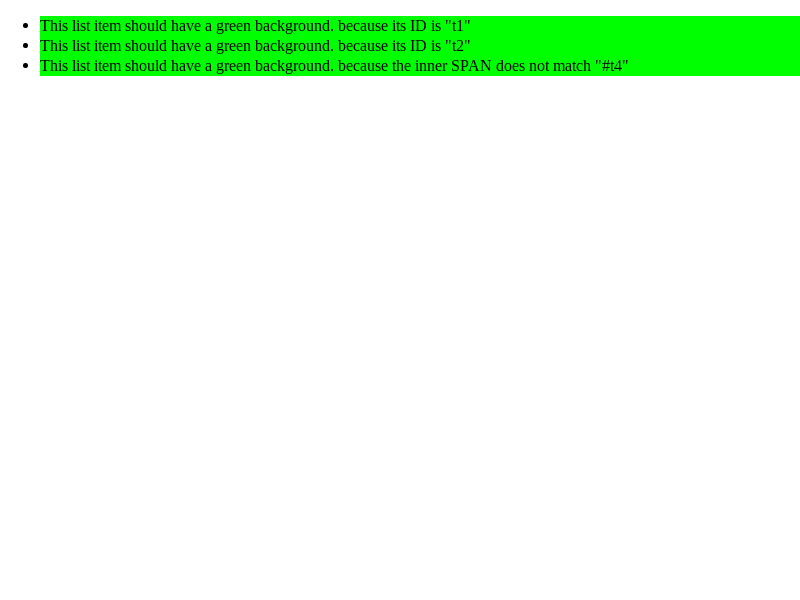 This list item should have a green background. because its ID is "t1"
This list item should have a green background. because its ID is "t2"
This list item should have a green background. because the inner SPAN does not match "#t4"